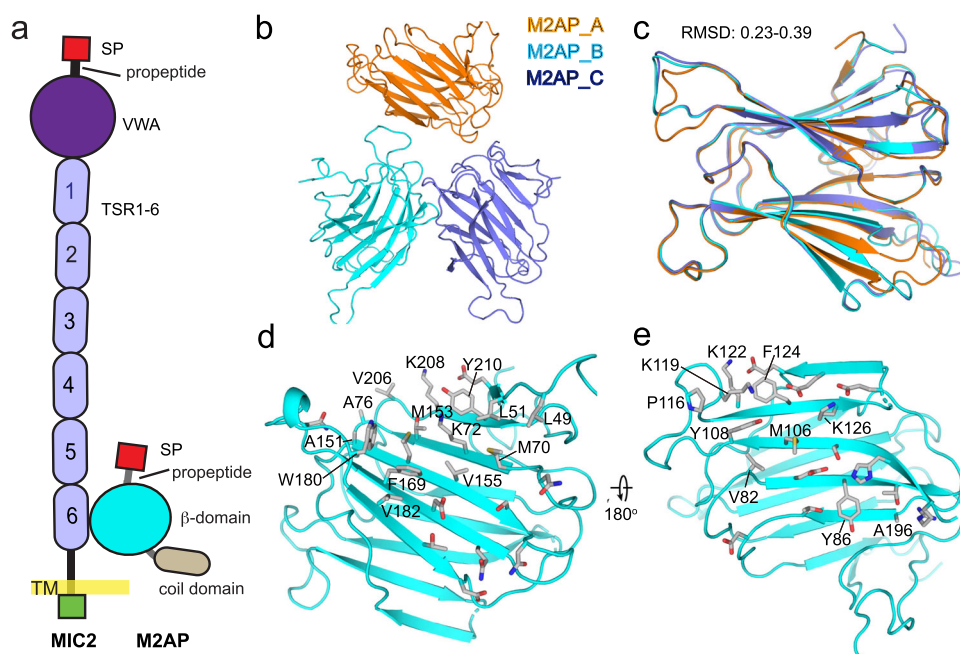 a
SP
propeptide
VWA
1
TSR1-6
2
3
4
5
SP
propeptide
6
β-domain
TM
coil domain
MIC2
M2AP
b
M2AP_A
M2AP_B
M2AP_C
c
RMSD: 0.23-0.39
d
K208
Y210
V206
A76
M153
L51
L49
K72
A151
M70
W180
F169
V155
V182
180°
e
K122
F124
K119
P116
Y108
M106
K126
V82
Y86
A196